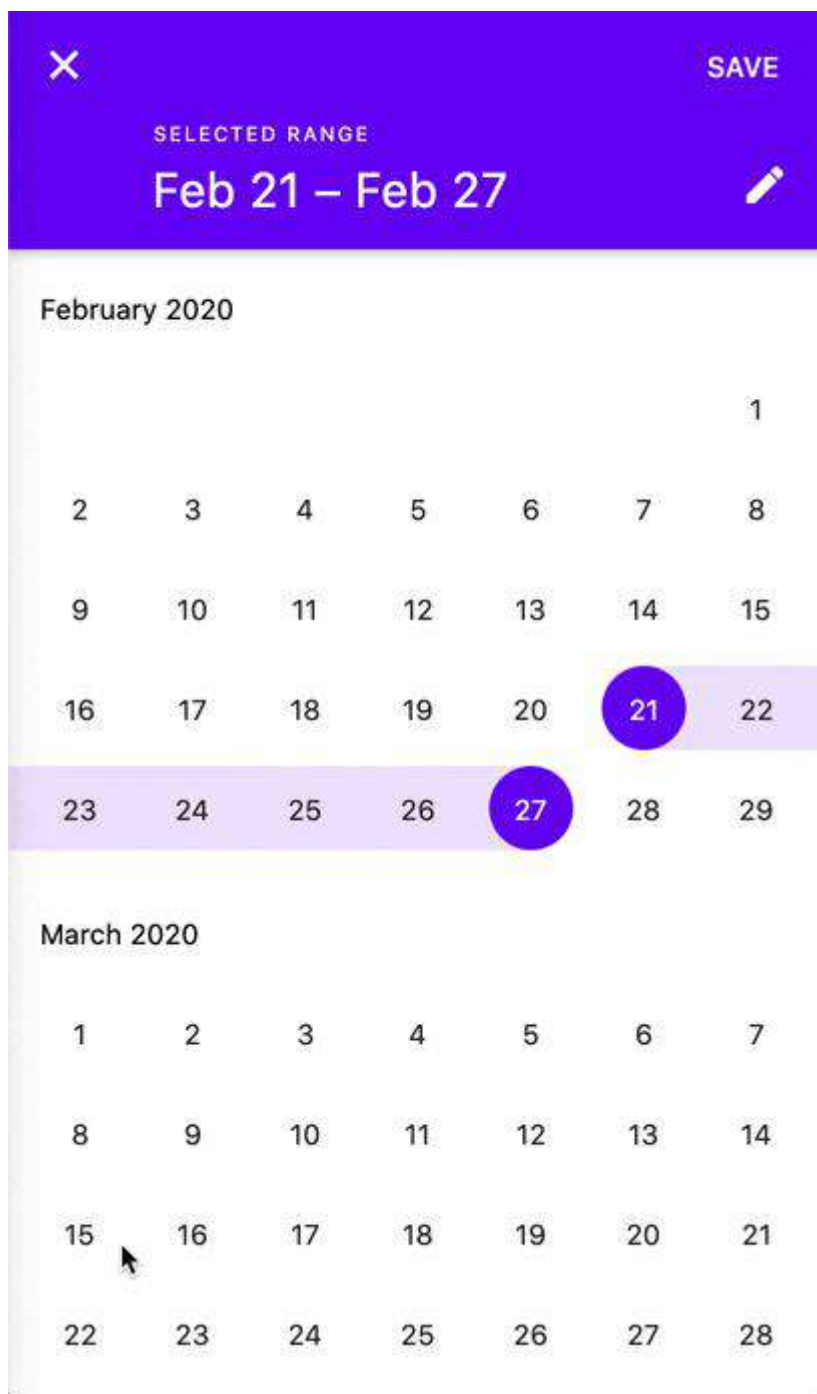 SAVE
SELECTED RANGE
Feb 21 – Feb 27
February 2020
1
2 3 4 5 6 7 8
9 10 11 12 13 14 15
16 17 18 19 20 21 22
23 24 25 26 27 28 29
March 2020
1 2 3 4 5 6 7
8 9 10 11 12 13 14
15 16 17 18 19 20 21
22 23 24 25 26 27 28